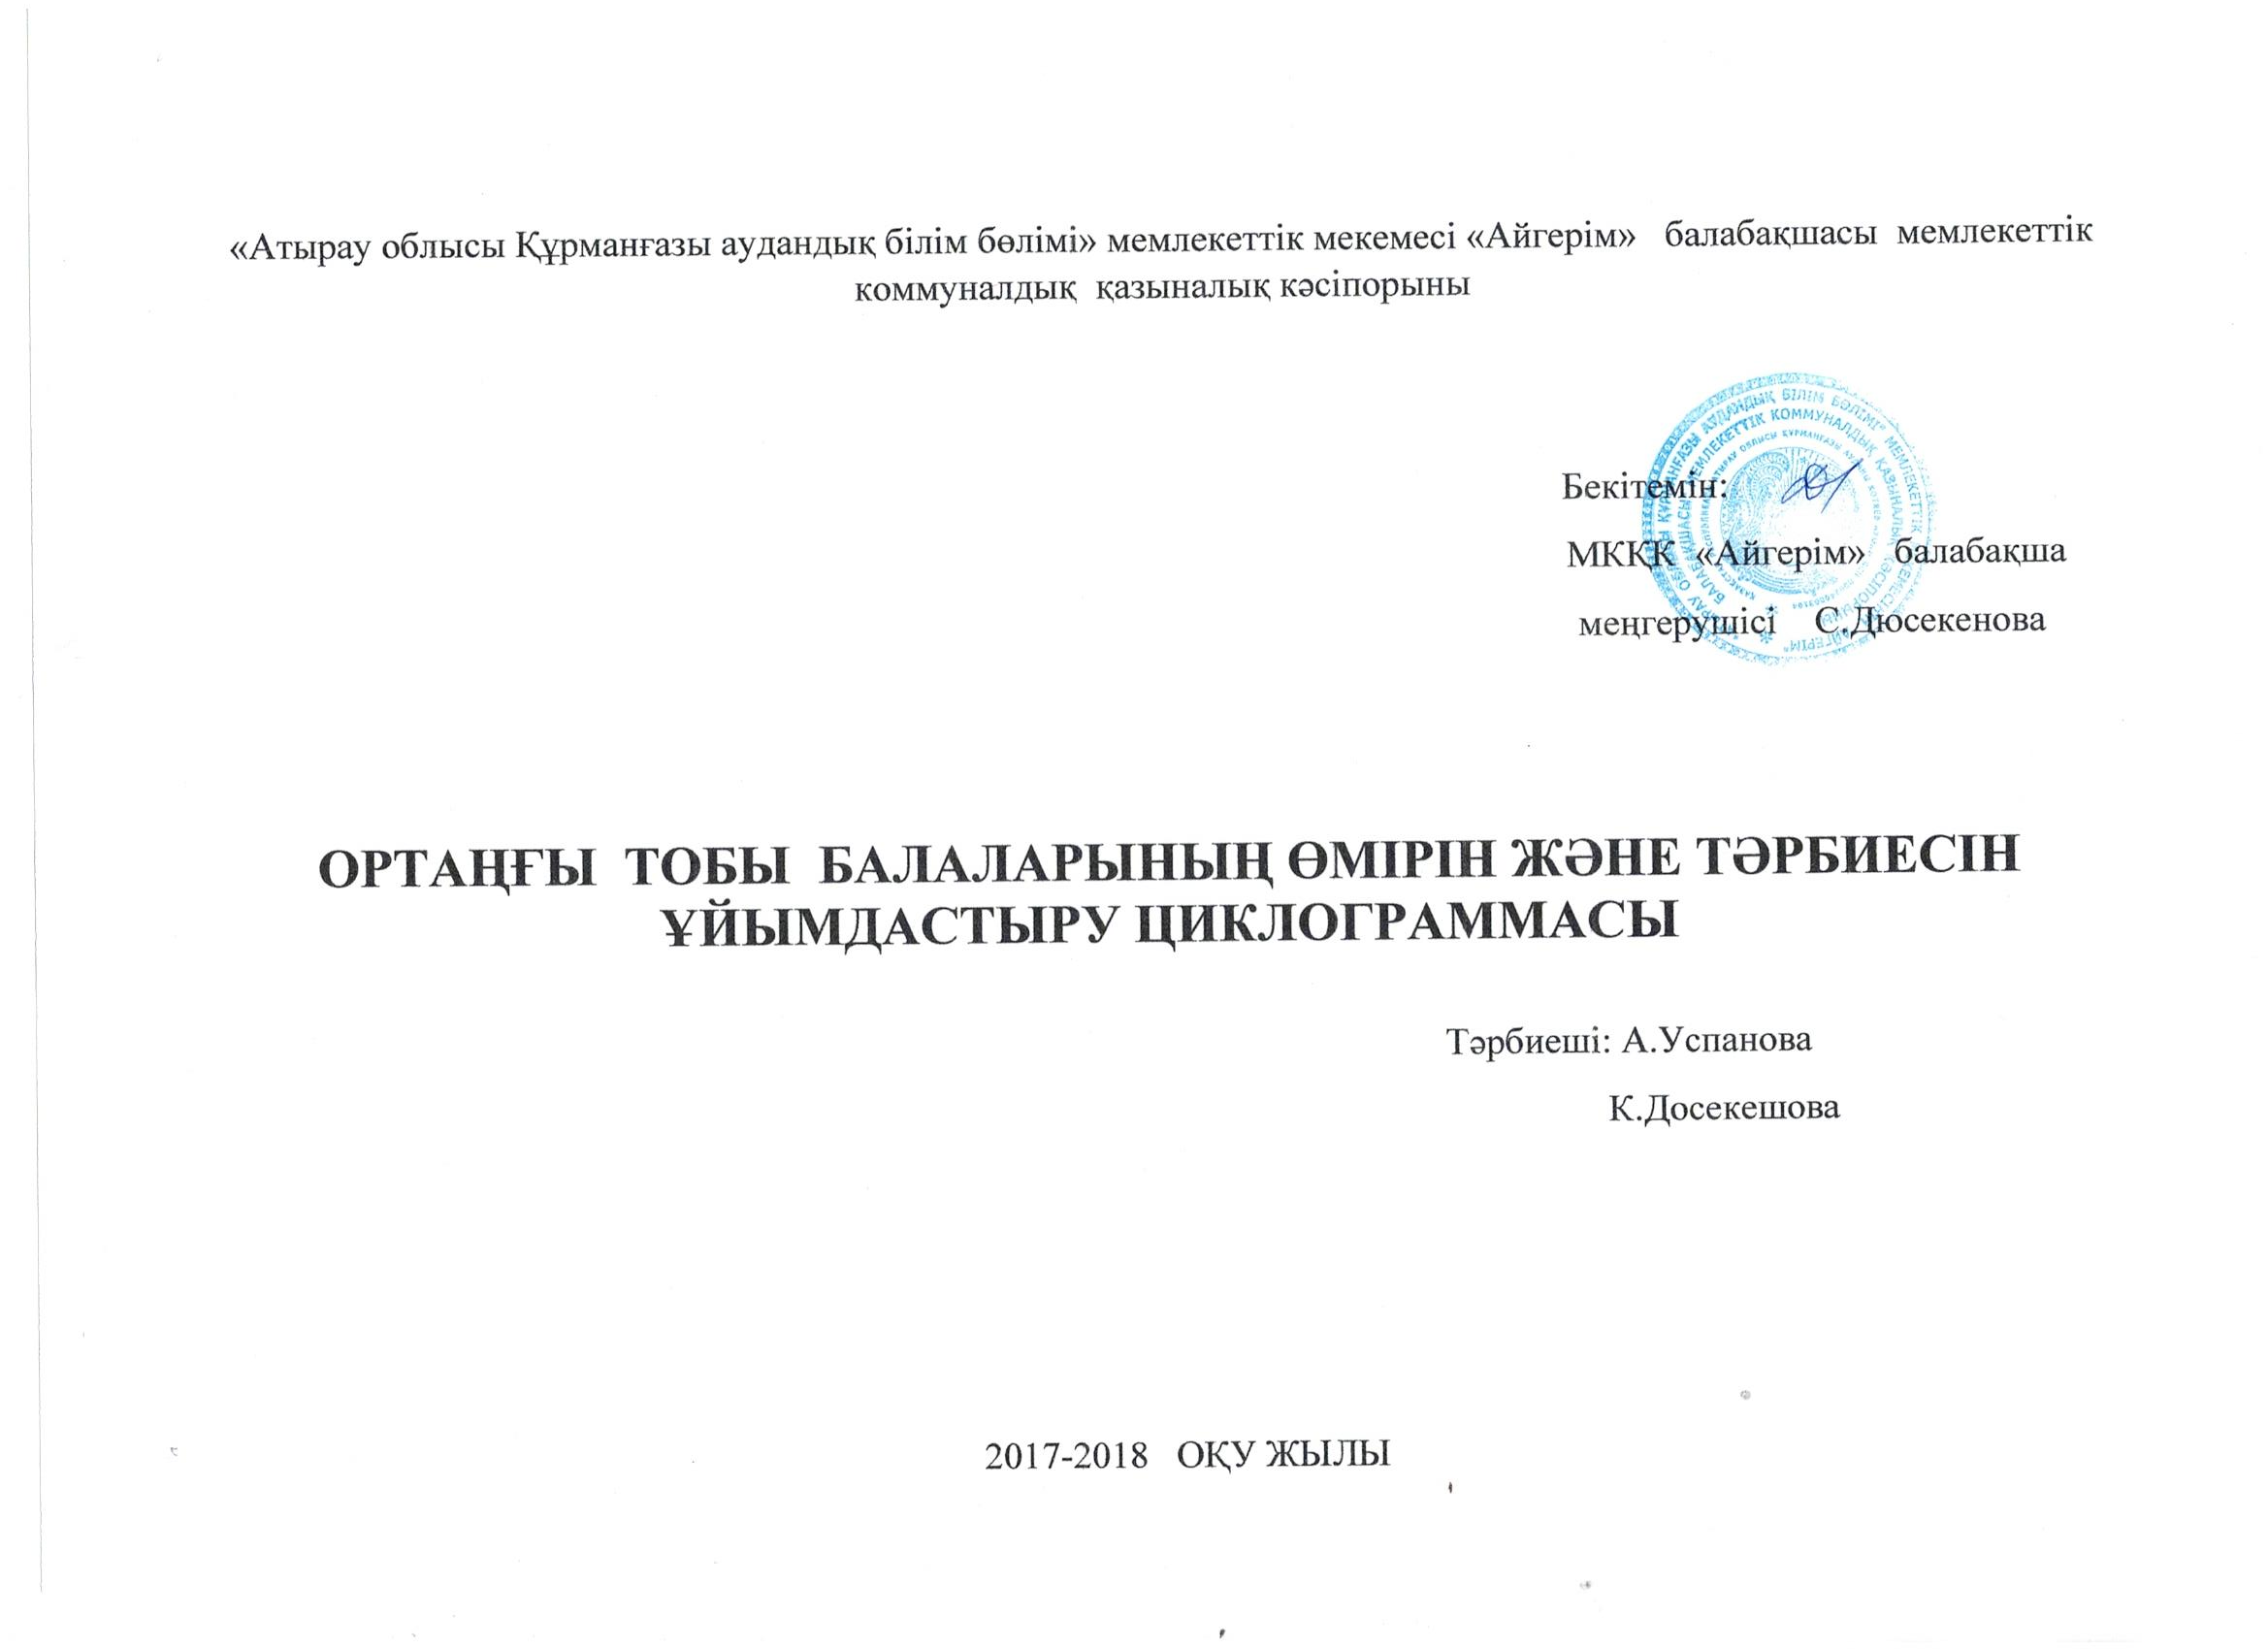 «Атырау облысы Құрманғазы аудандық білім бөлімі» мемлекеттік мекемесі «Айгерім» балабақшасы мемлекеттік
коммуналдық қазыналық кәсіпорыны
Бекітемін:
МКҚК «Айгерім» балабақша
меңгерушісі С.Дюсекенова
ОРТАҢҒЫ ТОБЫ БАЛАЛАРЫНЫҢ ӨМІРІН ЖӘНЕ ТӘРБИЕСІН
ҰЙЫМДАСТЫРУ ЦИКЛОГРАММАСЫ
Тәрбиеші: А.Успанова
К.Досекешова
2017-2018 ОҚУ ЖЫЛЫ